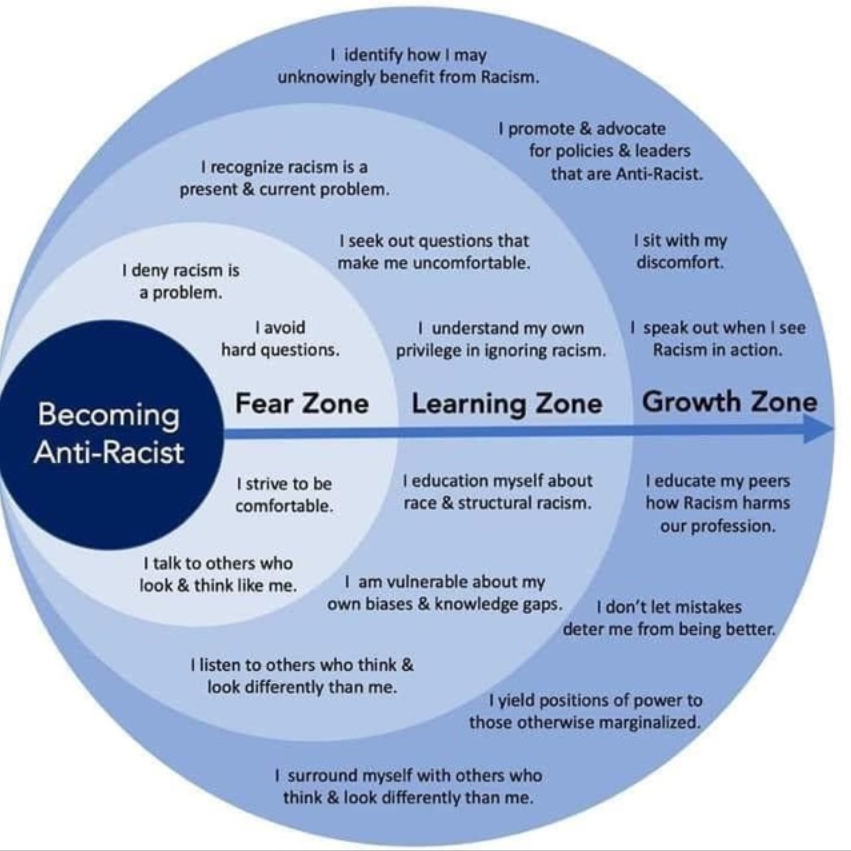 I identify how I may
unknowingly benefit from Racism.
I promote & advocate
for policies & leaders
that are Anti-Racist.
I recognize racism is a
present & current problem.
I seek out questions that
make me uncomfortable.
I sit with my
discomfort.
I deny racism is
a problem.
I avoid
hard questions.
I understand my own
privilege in ignoring racism.
I speak out when I see
Racism in action.
Becoming
Anti-Racist
Fear Zone
Learning Zone
Growth Zone
I strive to be
comfortable.
I education myself about
race & structural racism.
I educate my peers
how Racism harms
our profession.
I talk to others who
look & think like me.
I am vulnerable about my
own biases & knowledge gaps.
I don't let mistakes
deter me from being better.
I listen to others who think &
look differently than me.
I yield positions of power to
those otherwise marginalized.
I surround myself with others who
think & look differently than me.